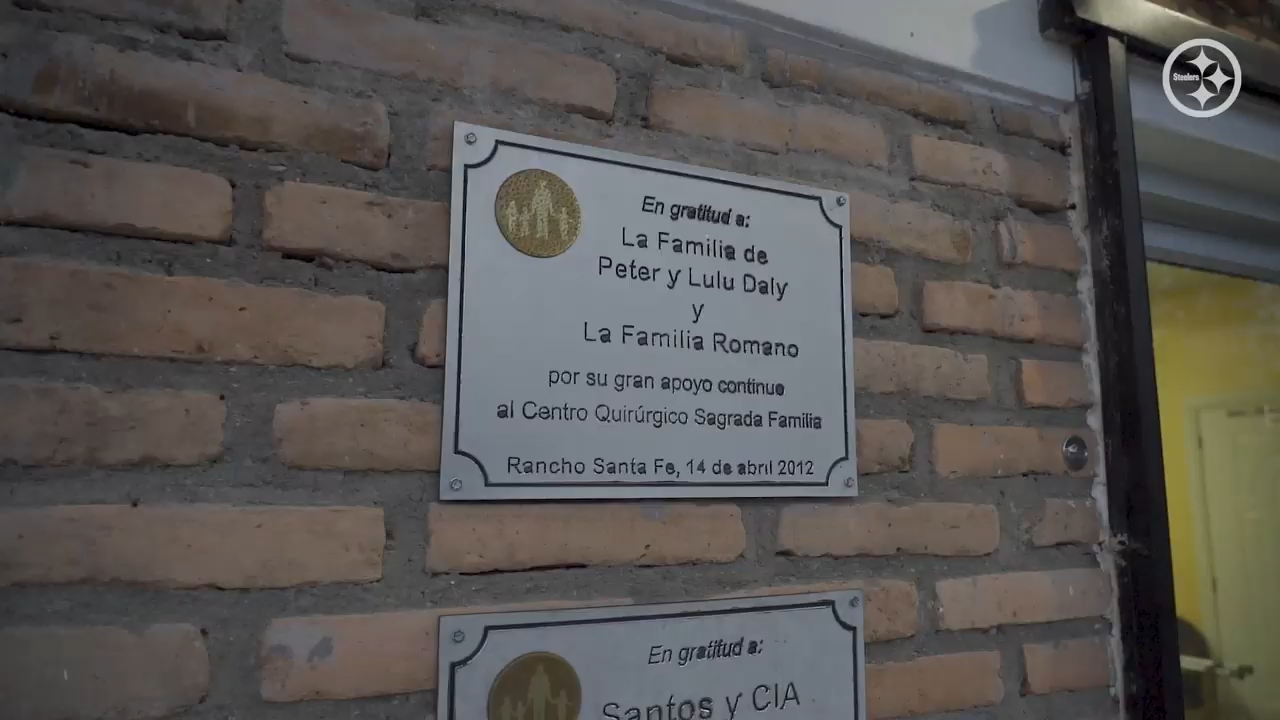 Steelers
En gratitud a:
La Familia de
Peter y Lulu Daly
y
La Familia Romano
por su gran apoyo continue
al Centro Quirúrgico Sagrada Familia
Rancho Santa Fe, 14 de abril 2012
En gratitud a:
Santos y CIA